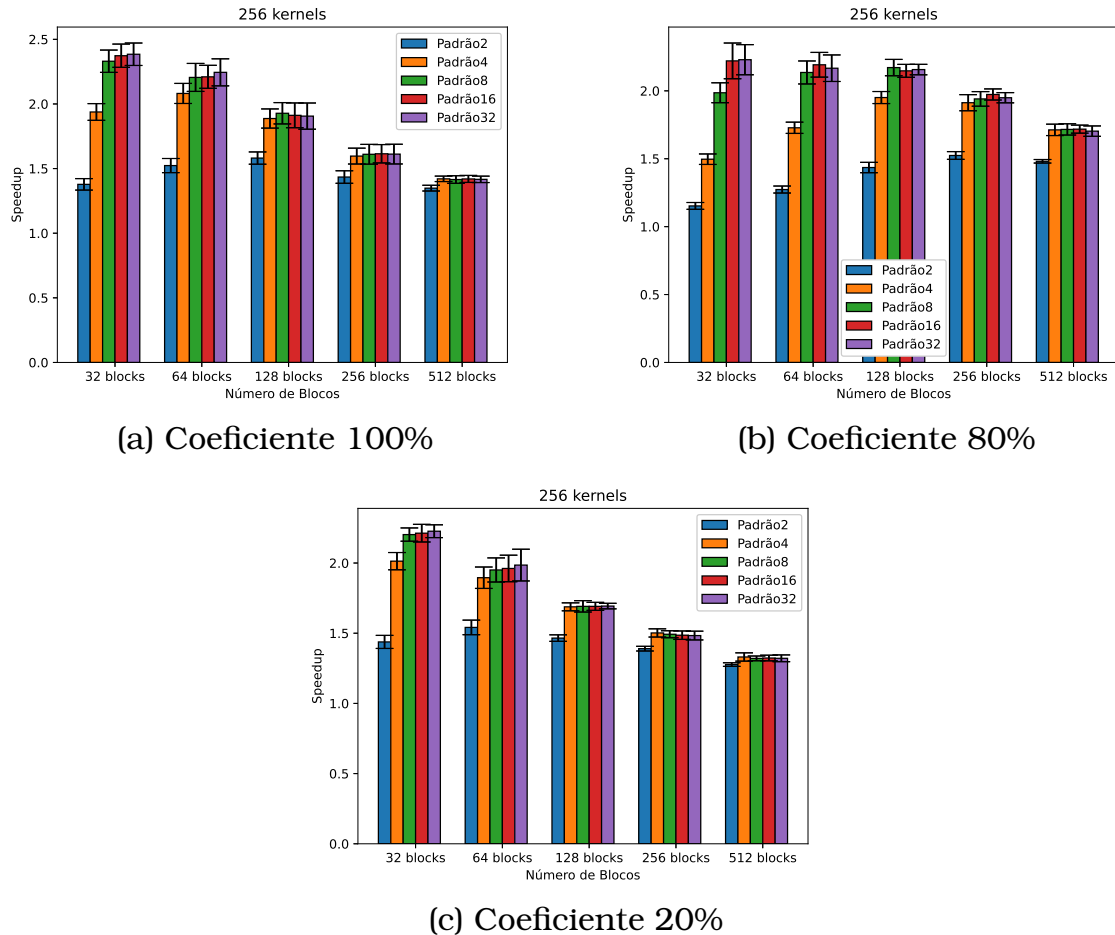 256 kernels
2.5
2.0
1.5
1.0
0.5
0.0
Speedup
Padrão2
Padrão4
Padrão8
Padrão16
Padrão32
32 blocks 64 blocks 128 blocks 256 blocks 512 blocks
Número de Blocos
(a) Coeficiente 100%
256 kernels
2.0
1.5
1.0
0.5
0.0
Speedup
Padrão2
Padrão4
Padrão8
Padrão16
Padrão32
32 blocks 64 blocks 128 blocks 256 blocks 512 blocks
Número de Blocos
(b) Coeficiente 80%
256 kernels
2.0
1.5
1.0
0.5
0.0
Speedup
Padrão2
Padrão4
Padrão8
Padrão16
Padrão32
32 blocks 64 blocks 128 blocks 256 blocks 512 blocks
Número de Blocos
(c) Coeficiente 20%